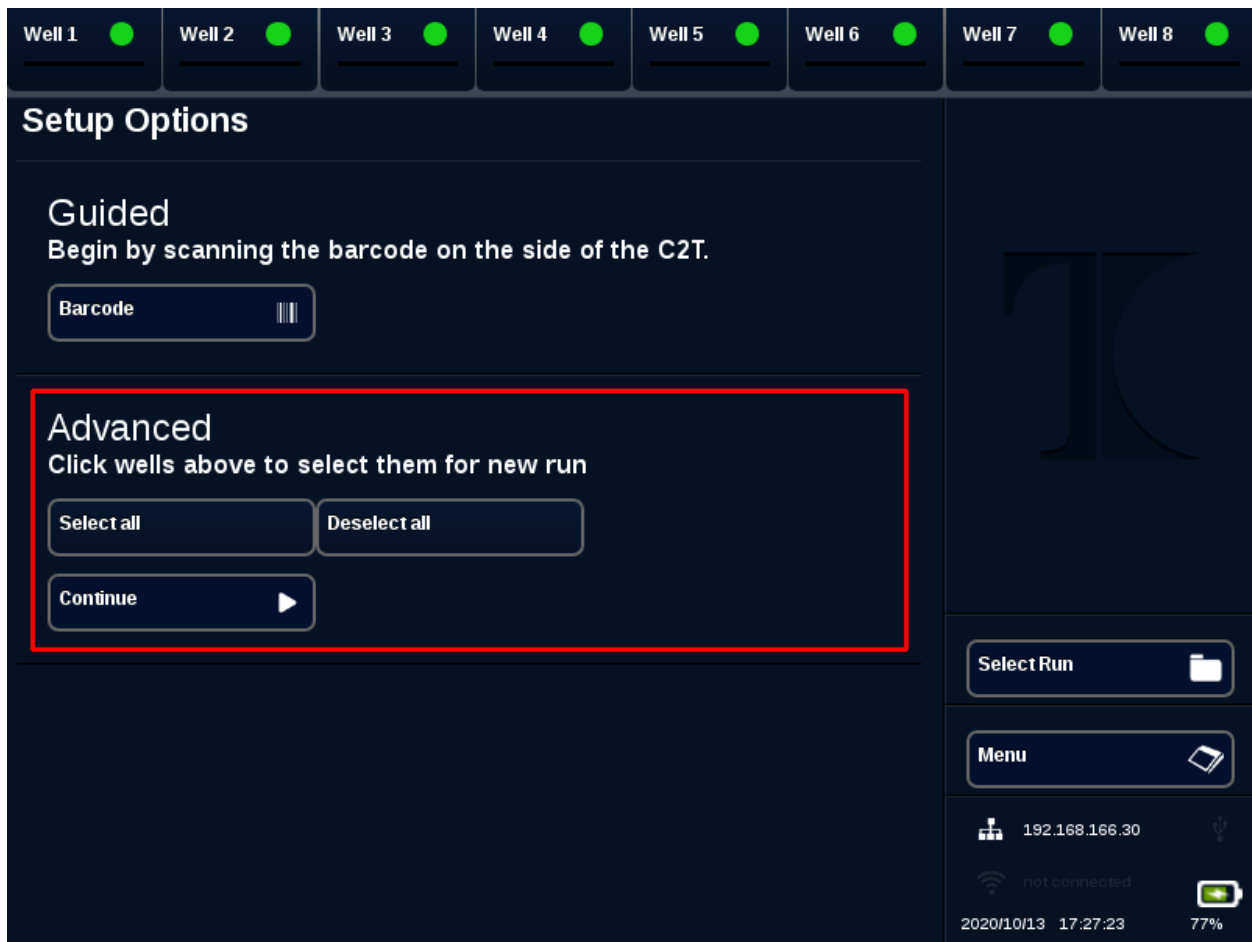 Well 1 Well 2 Well 3 Well 4 Well 5 Well 6 Well 7 Well 8
Setup Options
Guided
Begin by scanning the barcode on the side of the C2T.
Barcode
Advanced
Click wells above to select them for new run
Select all Deselect all
Continue
TC
Select Run
Menu
192.168.166.30
not connected
2020/10/13 17:27:23 77%